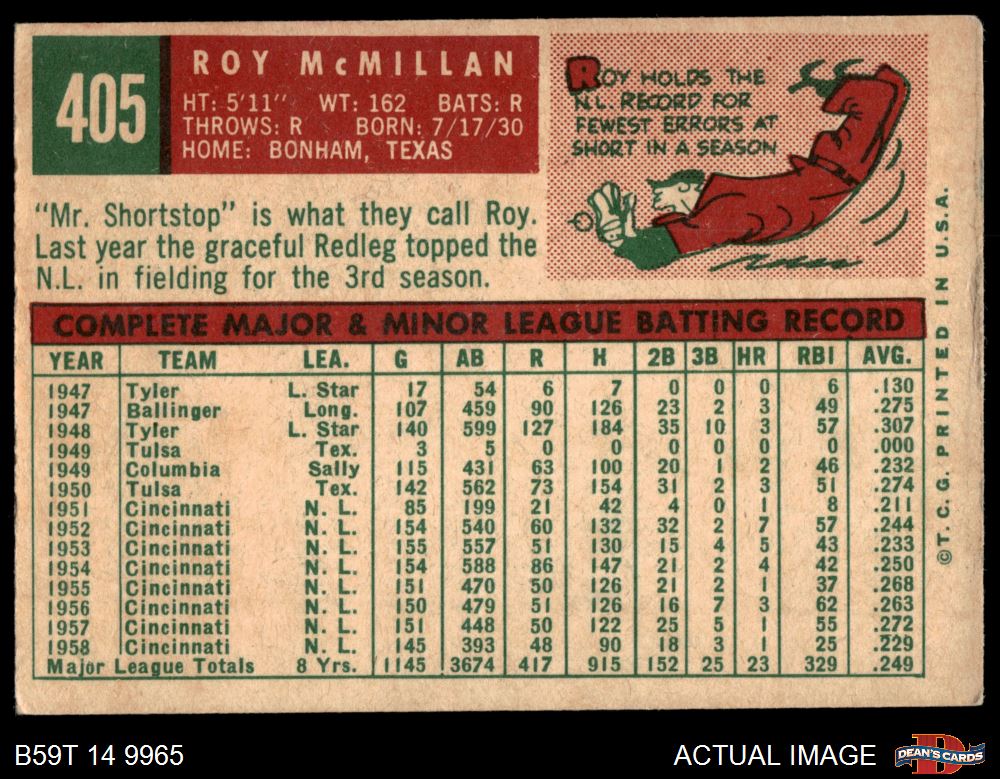 405
ROY McMILLAN
HT: 5'11" WT: 162 BATS: R
THROWS: R BORN: 7/17/30
HOME: BONHAM, TEXAS
ROY HOLDS THE
N.L. RECORD FOR
FEWEST ERRORS AT
SHORT IN A SEASON
"Mr. Shortstop" is what they call Roy.
Last year the graceful Redleg topped the
N.L. in fielding for the 3rd season.
COMPLETE MAJOR & MINOR LEAGUE BATTING RECORD
YEAR TEAM LEA. G AB R H 2B 3B HR RBI AVG.
1947 Tyler L. Star 17 54 6 7 0 0 0 6 .130
1947 Ballinger Long. 107 459 90 126 23 2 3 49 .275
1948 Tyler L. Star 140 599 127 184 35 10 3 57 .307
1949 Tulsa Tex. 3 5 0 0 0 0 0 0 .000
1949 Columbia Sally 115 431 63 100 20 1 2 46 .232
1950 Tulsa Tex. 142 562 73 154 31 2 3 51 .274
1951 Cincinnati N. L. 85 199 21 42 4 0 1 8 .211
1952 Cincinnati N. L. 154 540 60 132 32 2 7 57 .244
1953 Cincinnati N. L. 155 557 51 130 15 4 5 43 .233
1954 Cincinnati N. L. 154 588 86 147 21 2 4 42 .250
1955 Cincinnati N. L. 151 470 50 126 21 2 1 37 .268
1956 Cincinnati N. L. 150 479 51 126 16 7 3 62 .263
1957 Cincinnati N. L. 151 448 50 122 25 5 1 55 .272
1958 Cincinnati N. L. 145 393 48 90 18 3 1 25 .229
Major League Totals 8 Yrs. 1145 3674 417 915 152 25 23 329 .249
©T. C. G. PRINTED IN U.S.A.
B59T 14 9965
ACTUAL IMAGE
DEAN'S CARDS